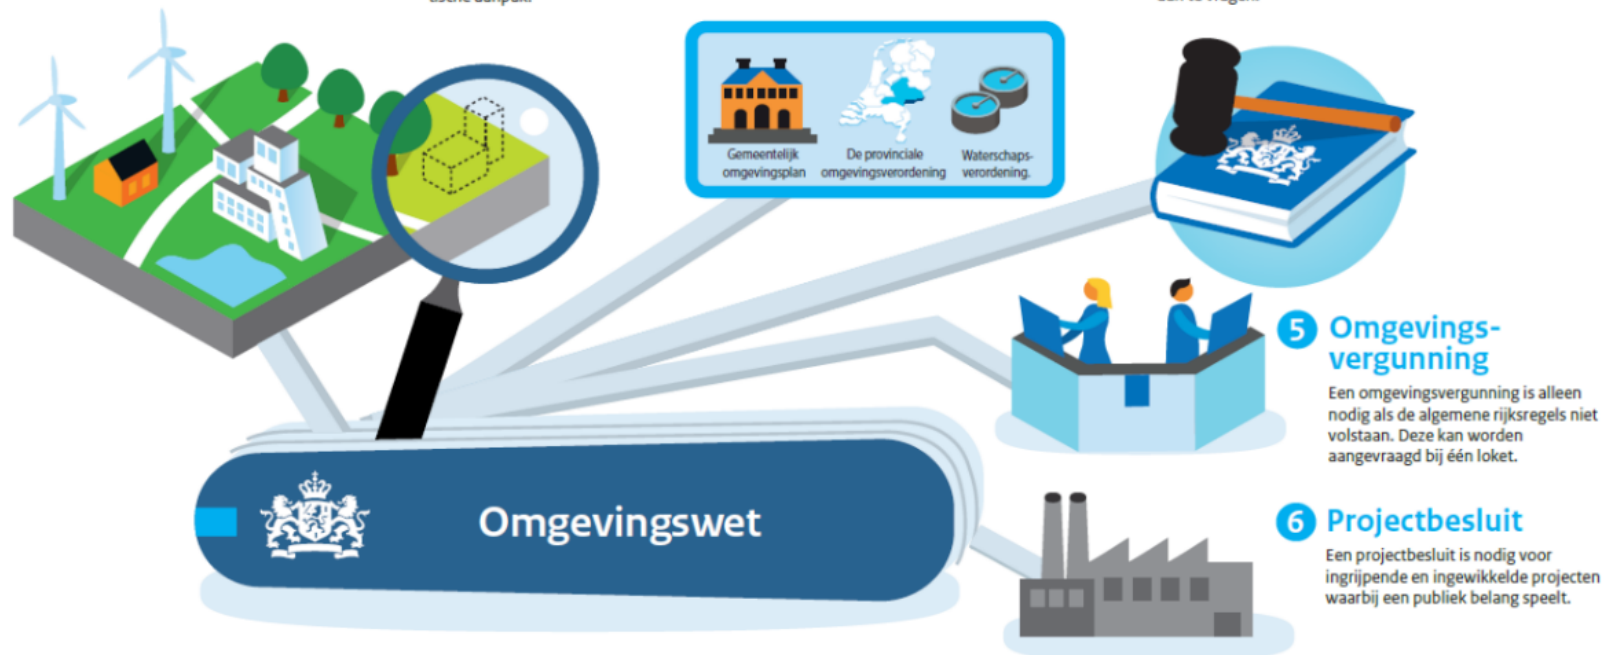 Gemeentelijk
omgevingsplan
De provinciale
omgevingsverordening
Waterschaps-
verordening.
5 Omgevings-
vergunning
Een omgevingsvergunning is alleen
nodig als de algemene rijksregels niet
volstaan. Deze kan worden
aangevraagd bij één loket.
Omgevingswet
6 Projectbesluit
Een projectbesluit is nodig voor
ingrijpende en ingewikkelde projecten
waarbij een publiek belang speelt.